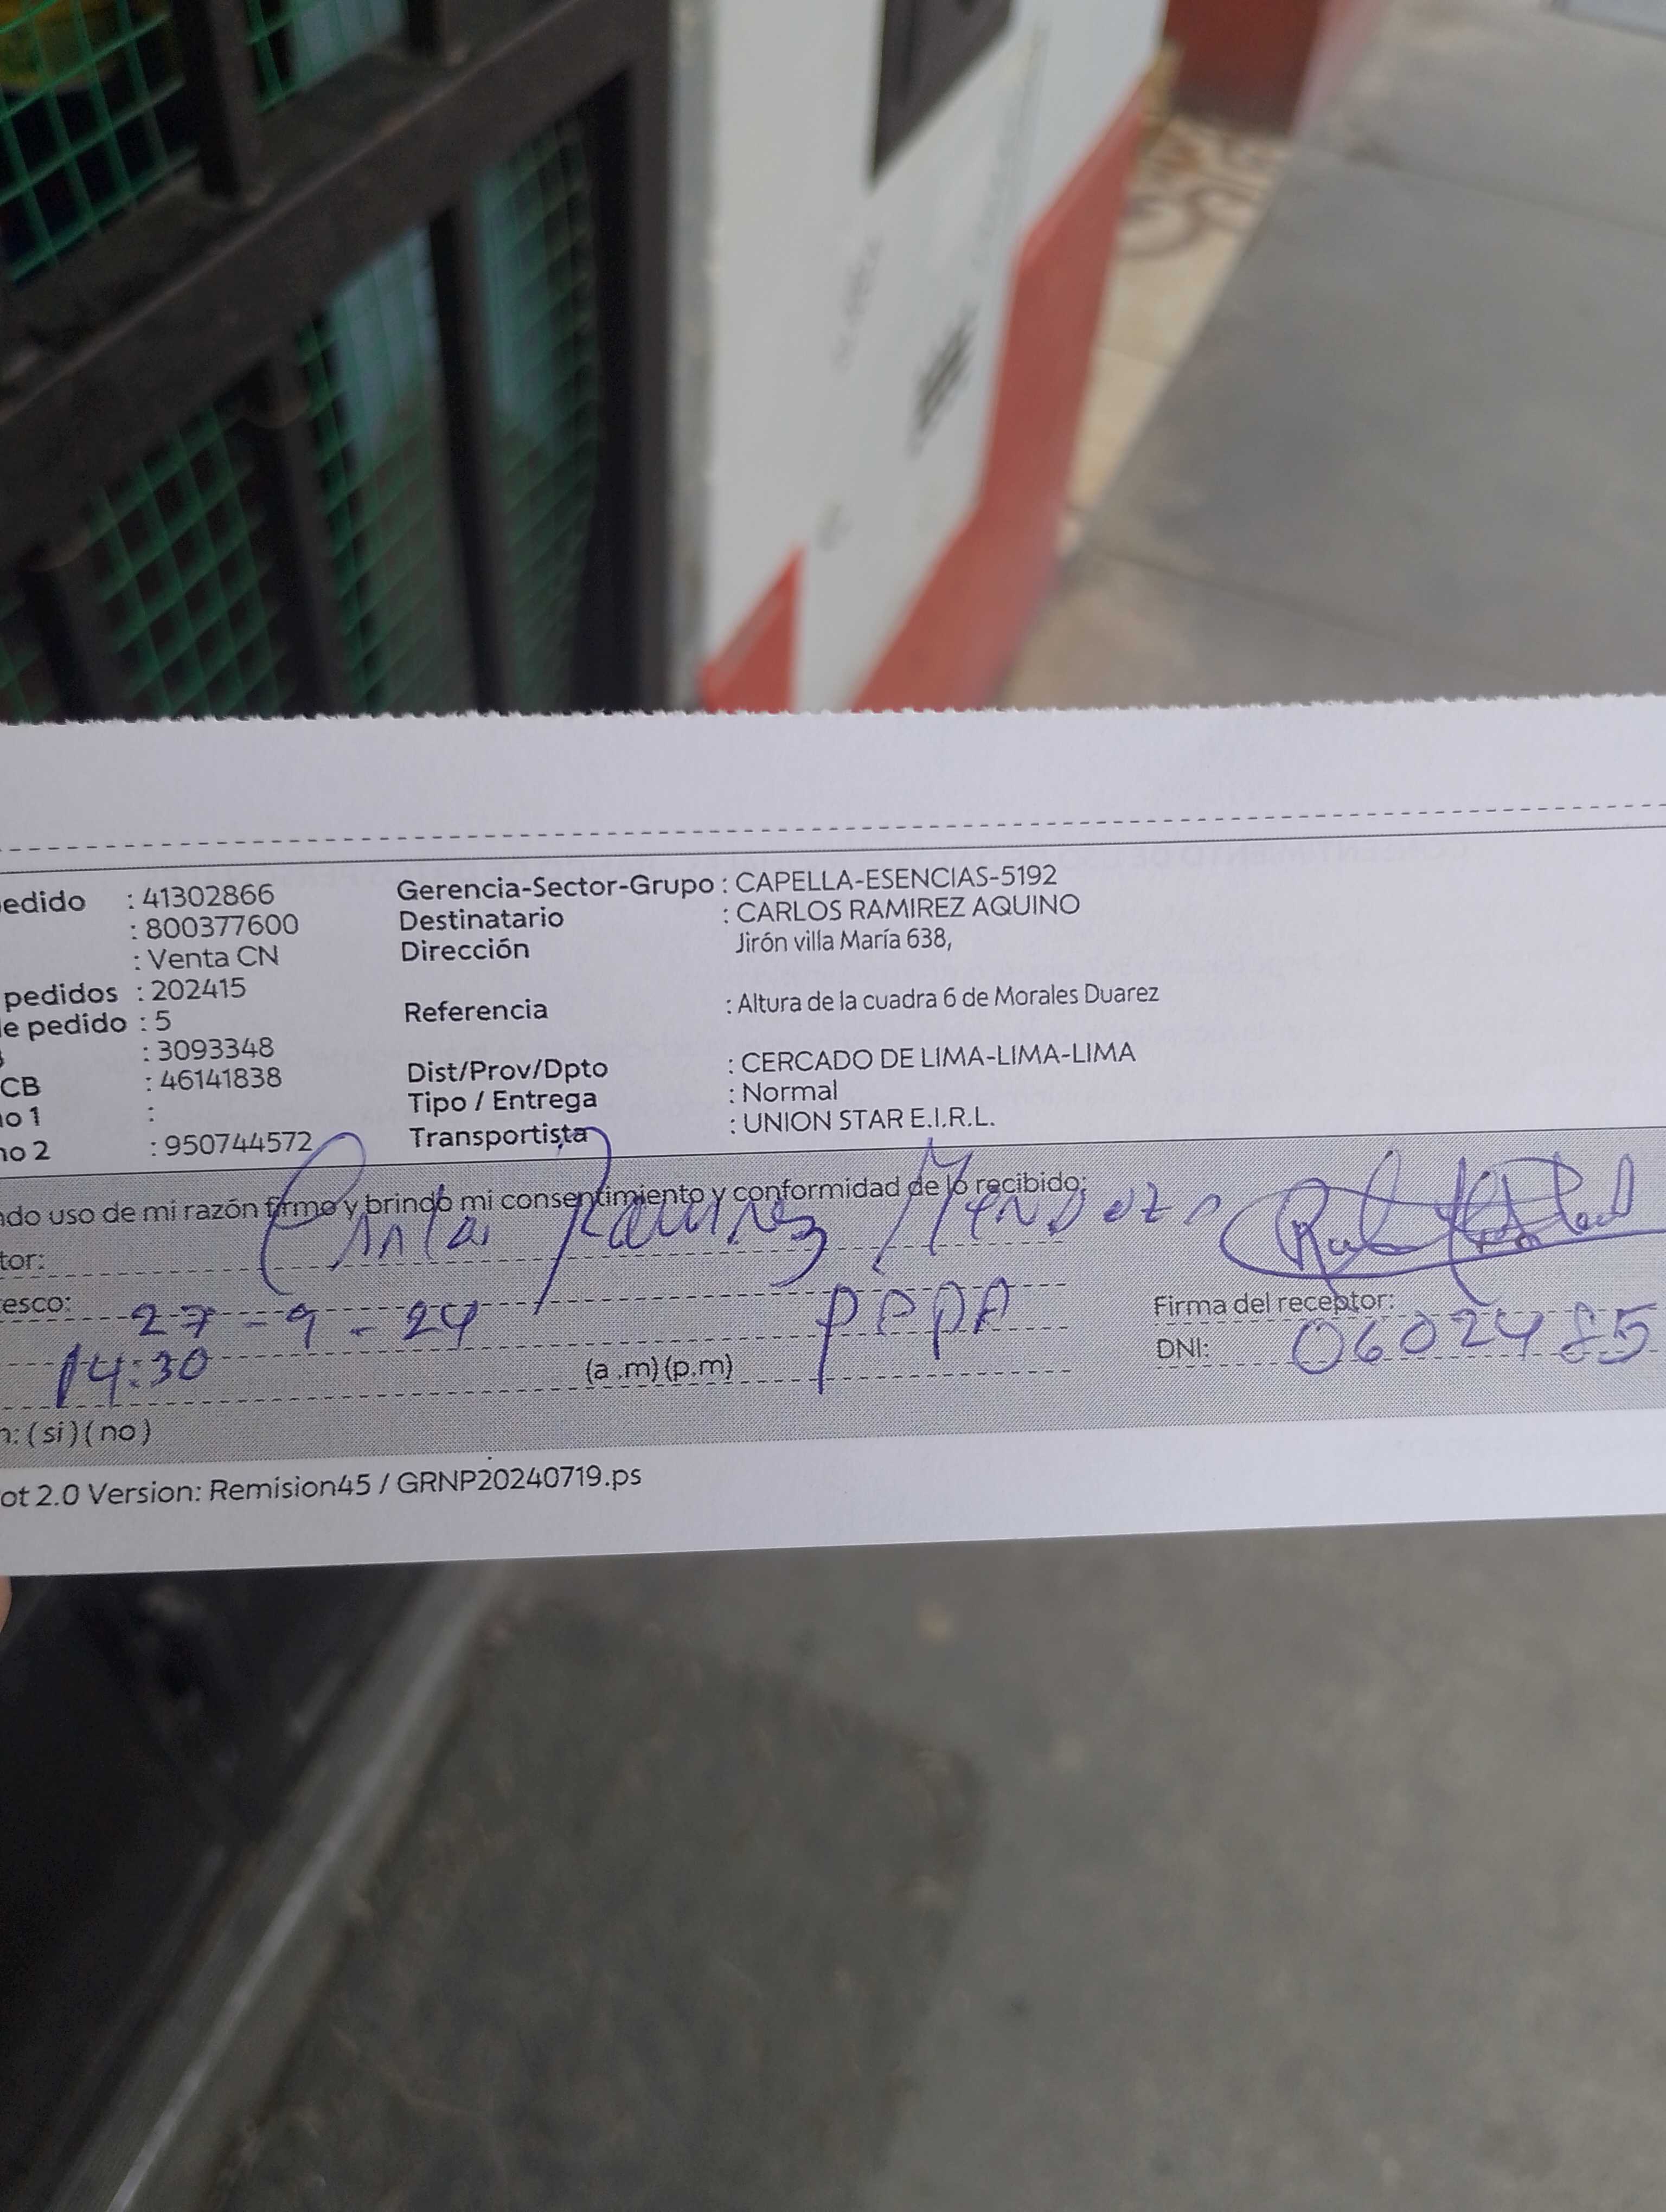 edido : 41302866 Gerencia-Sector-Grupo : CAPELLA-ESENCIAS-5192
: 800377600 Destinatario : CARLOS RAMIREZ AQUINO
: Venta CN Dirección Jirón villa María 638,
pedidos : 202415
e pedido : 5 Referencia : Altura de la cuadra 6 de Morales Duarez
: 3093348
CB : 46141838 Dist/Prov/Dpto : CERCADO DE LIMA-LIMA-LIMA
o 1 : Tipo / Entrega : Normal
no 2 : 950744572 Transportista : UNION STAR E.I.R.L.
ndo uso de mi razón firmo y brindo mi consentimiento y conformidad de lo recibido:
tor: Ramirez Mendoza
esco: PAPA Firma del receptor:
27-9-24
14:30 (a .m) (p.m) DNI: 06024585
n: ( si ) ( no )
ot 2.0 Version: Remision45 / GRNP20240719.ps